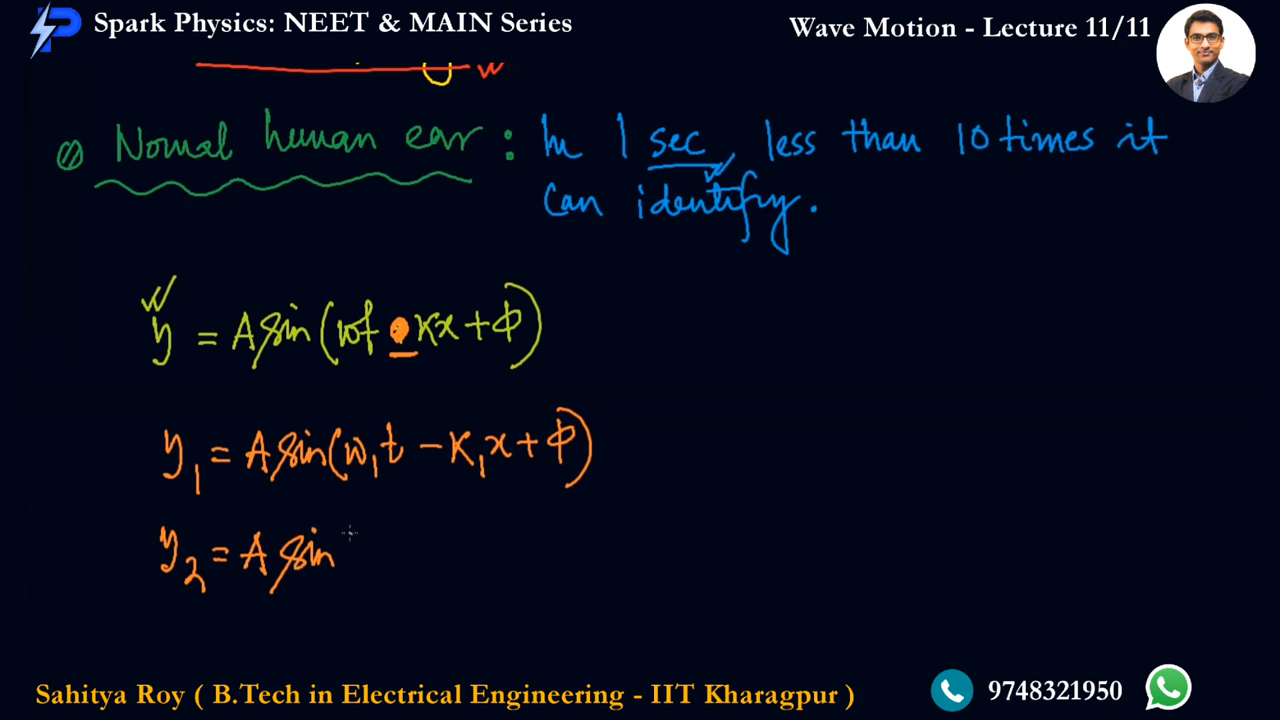 Spark Physics: NEET & MAIN Series
Wave Motion - Lecture 11/11
w
Normal human ear : In 1 sec, less than 10 times it
can identify.
y = A sin(wt • Kx + Φ)
y₁ = A sin(w₁t − K₁x + Φ)
y₂ = A sin
Sahitya Roy ( B.Tech in Electrical Engineering - IIT Kharagpur )
9748321950